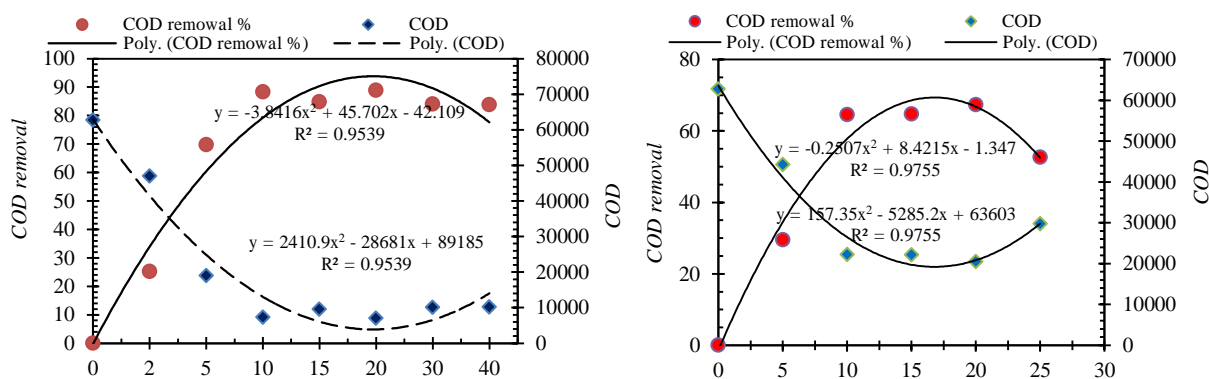 COD removal %
COD
Poly. (COD removal %)
Poly. (COD)
100
90
80
70
60
50
40
30
20
10
0
COD removal
80000
70000
60000
50000
40000
30000
20000
10000
0
COD
y = -3.8416x² + 45.702x - 42.109
R² = 0.9539
y = 2410.9x² - 28681x + 89185
R² = 0.9539
0 2 5 10 15 20 30 40
COD removal %
COD
Poly. (COD removal %)
Poly. (COD)
80
60
40
20
0
COD removal
70000
60000
50000
40000
30000
20000
10000
0
COD
y = -0.2507x² + 8.4215x - 1.347
R² = 0.9755
y = 157.35x² - 5285.2x + 63603
R² = 0.9755
0 5 10 15 20 25 30